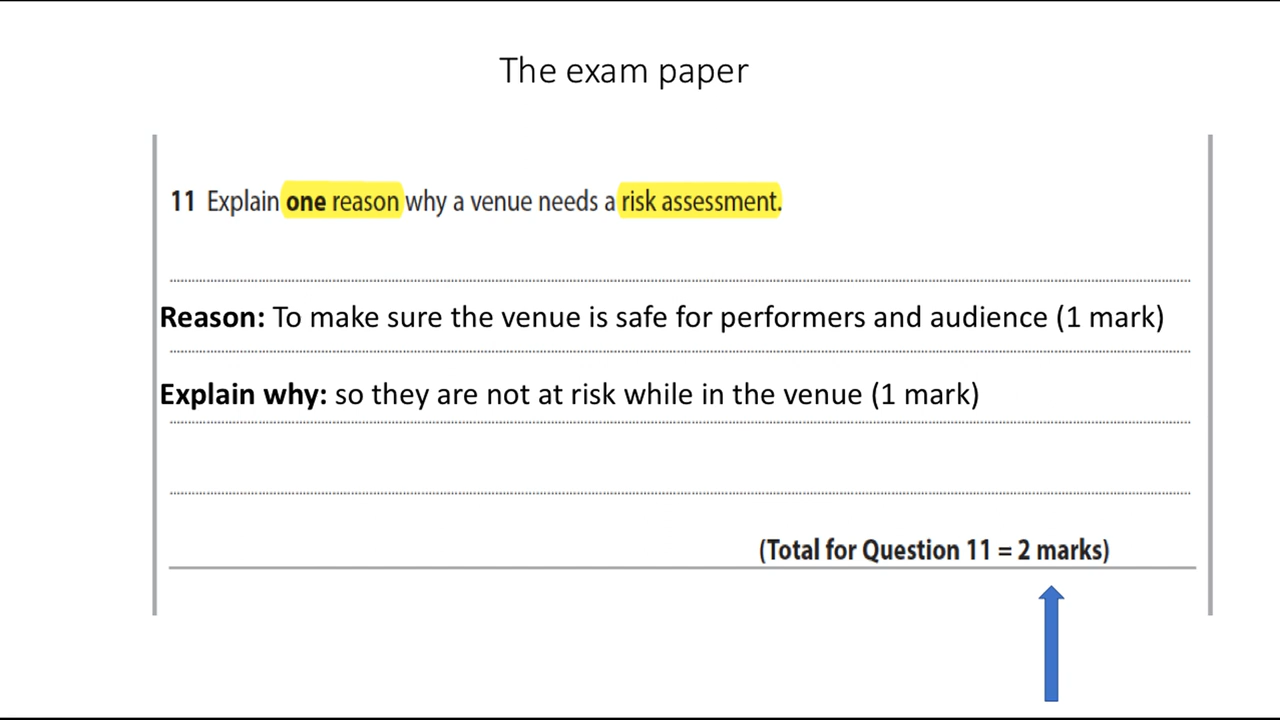 The exam paper
11 Explain one reason why a venue needs a risk assessment.
Reason: To make sure the venue is safe for performers and audience (1 mark)
Explain why: so they are not at risk while in the venue (1 mark)
(Total for Question 11 = 2 marks)